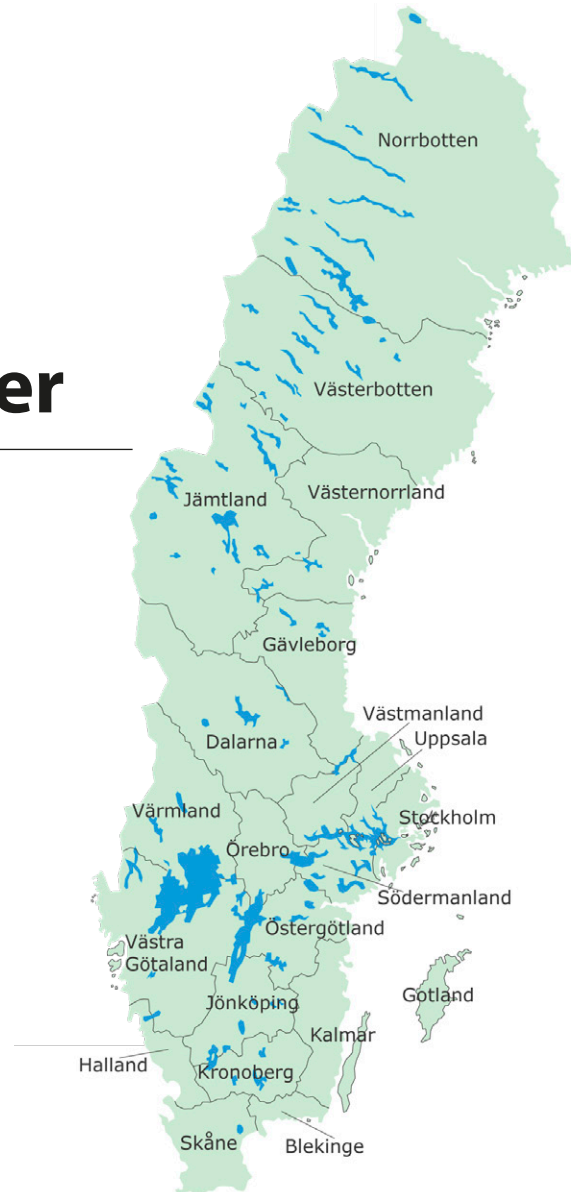 Norrbotten
er
Västerbotten
Västernorrland
Jämtland
Gävleborg
Västmanland
Uppsala
Dalarna
Värmland
Stockholm
Örebro
Södermanland
Östergötland
Västra
Götaland
Gotland
Jönköping
Kalmar
Halland
Kronoberg
Skåne
Blekinge